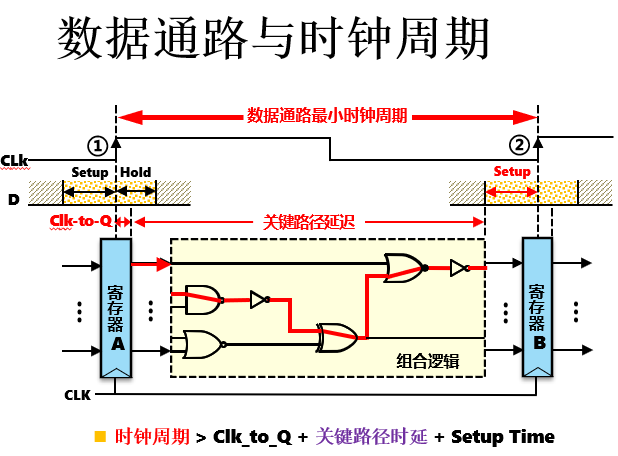 数据通路与时钟周期
数据通路最小时钟周期
① ②
CLk
Setup Hold Setup
D
Clk-to-Q 关键路径延迟
寄存器 A
寄存器 B
组合逻辑
CLK
时钟周期 > Clk_to_Q + 关键路径时延 + Setup Time